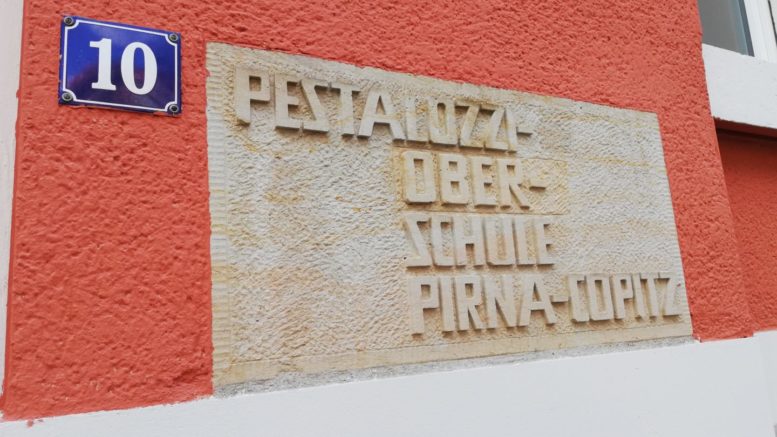 10
PESTALOZZI-
OBER-
SCHULE
PIRNA-COPITZ